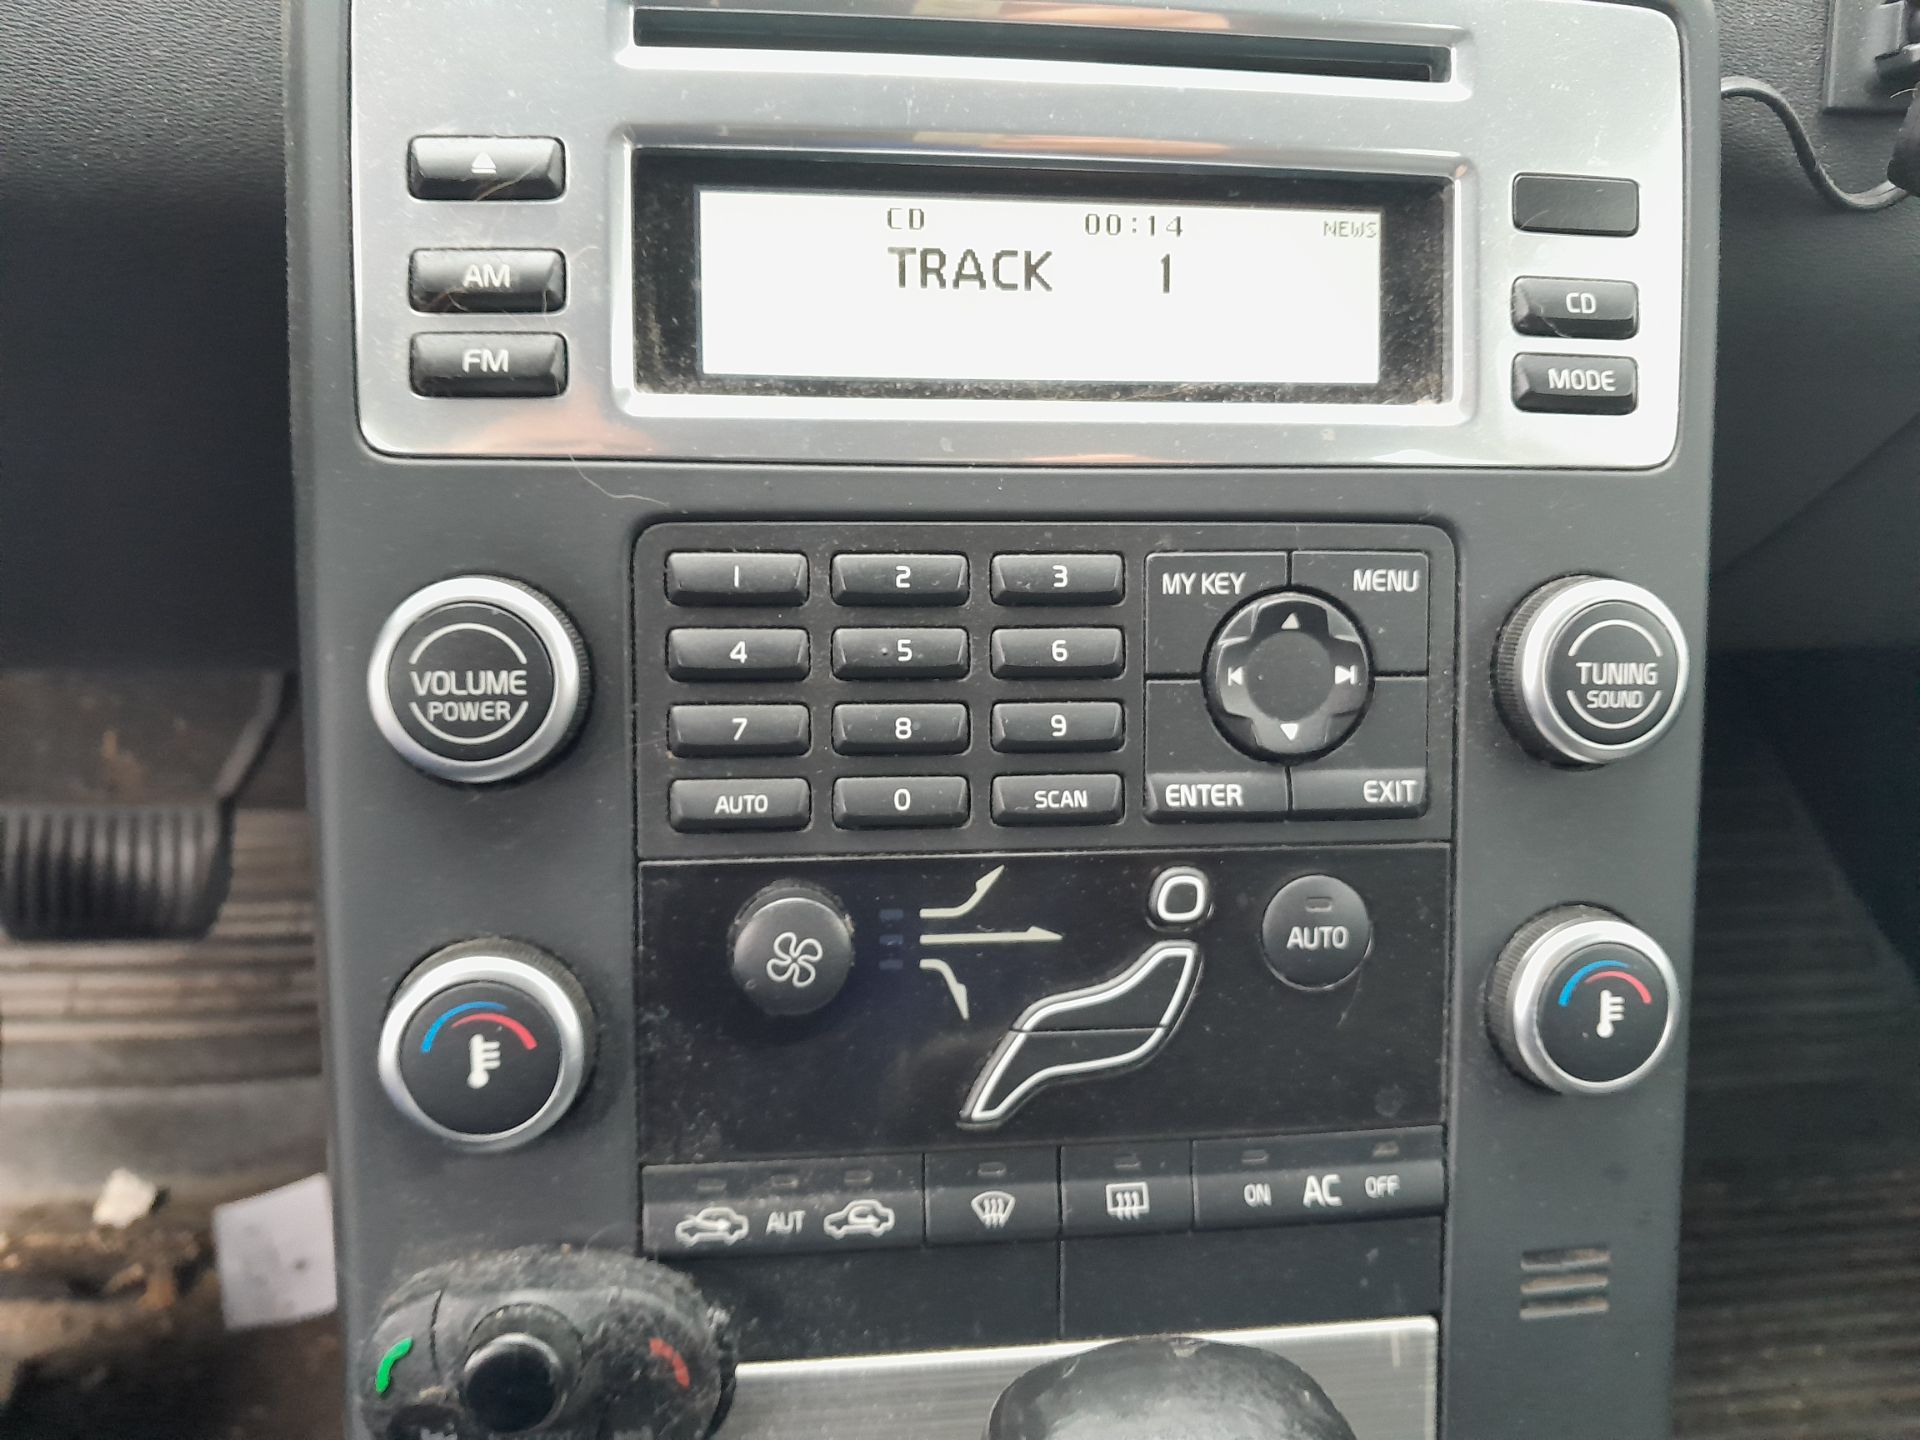 CD 00:14 NEWS
TRACK 1
AM
FM
CD
MODE
VOLUME
POWER
1 2 3
4 5 6
7 8 9
AUTO 0 SCAN
MY KEY MENU
ENTER EXIT
TUNING
SOUND
AUTO
AUT
ON AC OFF